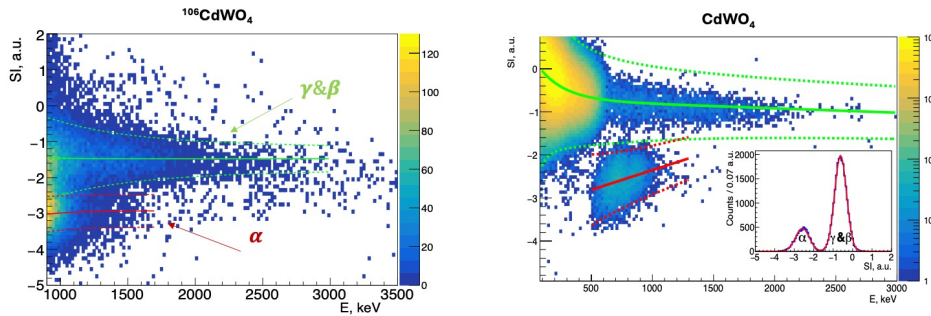 ¹⁰⁶CdWO₄
SI, a.u.
2
1
0
−1
−2
−3
−4
−5
γ&β
α
1000 1500 2000 2500 3000 3500
E, keV
120
100
80
60
40
20
0
CdWO₄
SI, a.u.
0
−1
−2
−3
−4
500 1000 1500 2000 2500 3000
E, keV
1
Counts / 0.07 a.u.
2000
1500
1000
500
0
α γ&β
−5 −4 −3 −2 −1 0 1 2
SI, a.u.